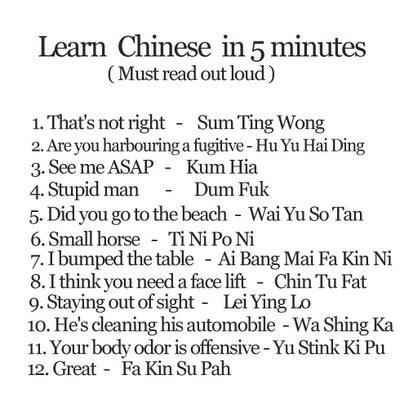 Learn Chinese in 5 minutes
( Must read out loud )
1. That's not right - Sum Ting Wong
2. Are you harbouring a fugitive - Hu Yu Hai Ding
3. See me ASAP - Kum Hia
4. Stupid man - Dum Fuk
5. Did you go to the beach - Wai Yu So Tan
6. Small horse - Ti Ni Po Ni
7. I bumped the table - Ai Bang Mai Fa Kin Ni
8. I think you need a face lift - Chin Tu Fat
9. Staying out of sight - Lei Ying Lo
10. He's cleaning his automobile - Wa Shing Ka
11. Your body odor is offensive - Yu Stink Ki Pu
12. Great - Fa Kin Su Pah